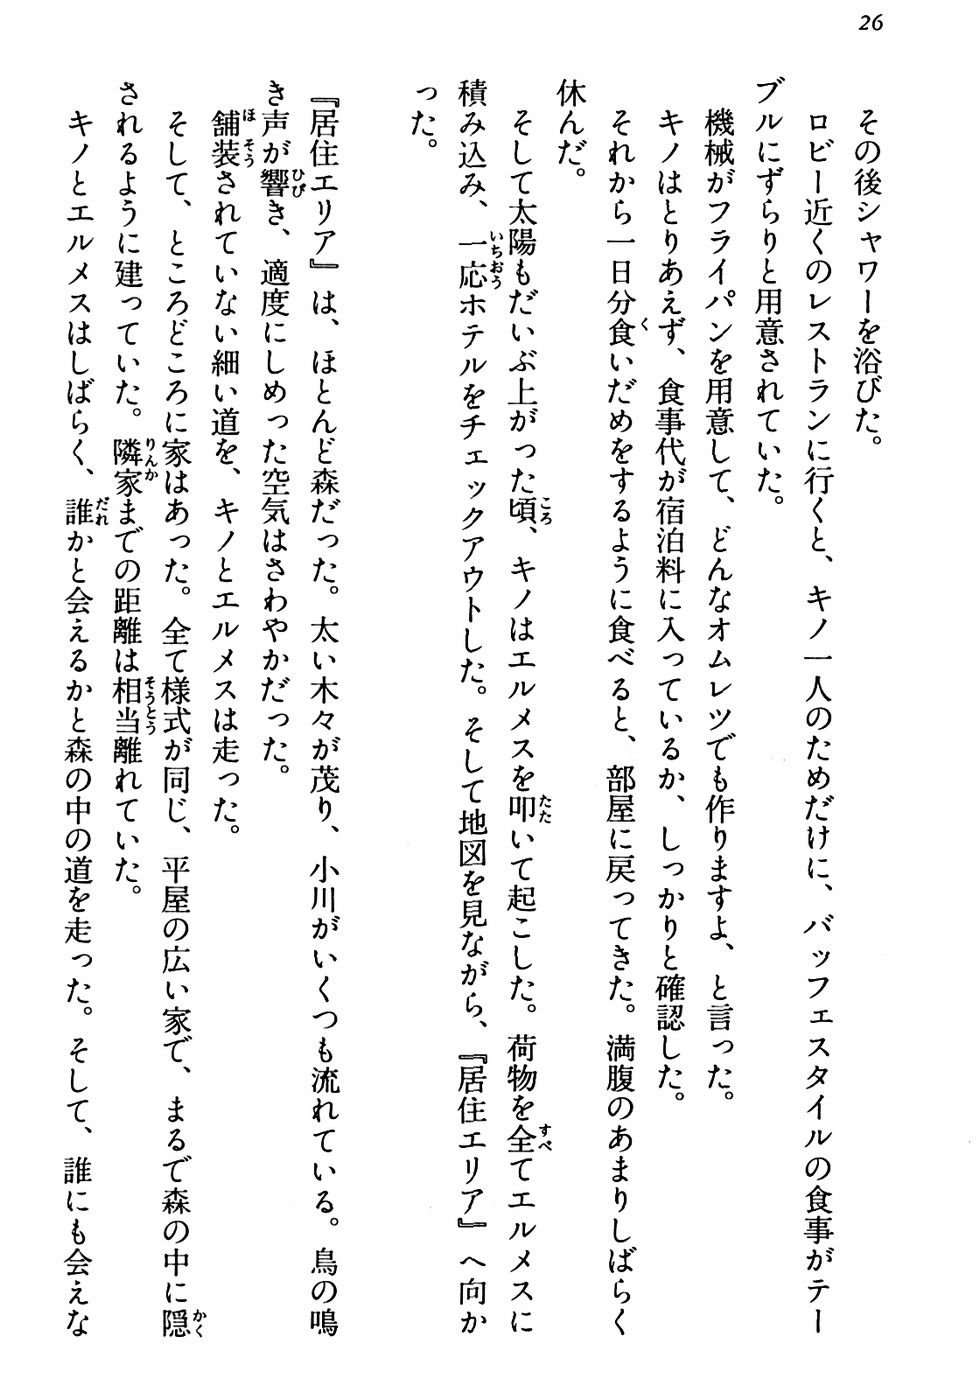 26
その後シャワーを浴びた。
ロビー近くのレストランに行くと、キノ一人のためだけに、バッフェスタイルの食事がテー
ブルにずらりと用意されていた。
機械がフライパンを用意して、どんなオムレツでも作りますよ、と言った。
キノはとりあえず、食事代が宿泊料に入っているか、しっかりと確認した。
それから一日分食いだめをするように食べると、部屋に戻ってきた。満腹のあまりしばらく
休んだ。
そして太陽もだいぶ上がった頃、キノはエルメスを叩いて起こした。荷物を全てエルメスに
積み込み、一応ホテルをチェックアウトした。そして地図を見ながら、『居住エリア』へ向か
った。
『居住エリア』は、ほとんど森だった。太い木々が茂り、小川がいくつも流れている。鳥の鳴
き声が響き、適度にしめった空気はさわやかだった。
舗装されていない細い道を、キノとエルメスは走った。
そして、ところどころに家はあった。全て様式が同じ、平屋の広い家で、まるで森の中に隠
されるように建っていた。隣家までの距離は相当離れていた。
キノとエルメスはしばらく、誰かと会えるかと森の中の道を走った。そして、誰にも会えな